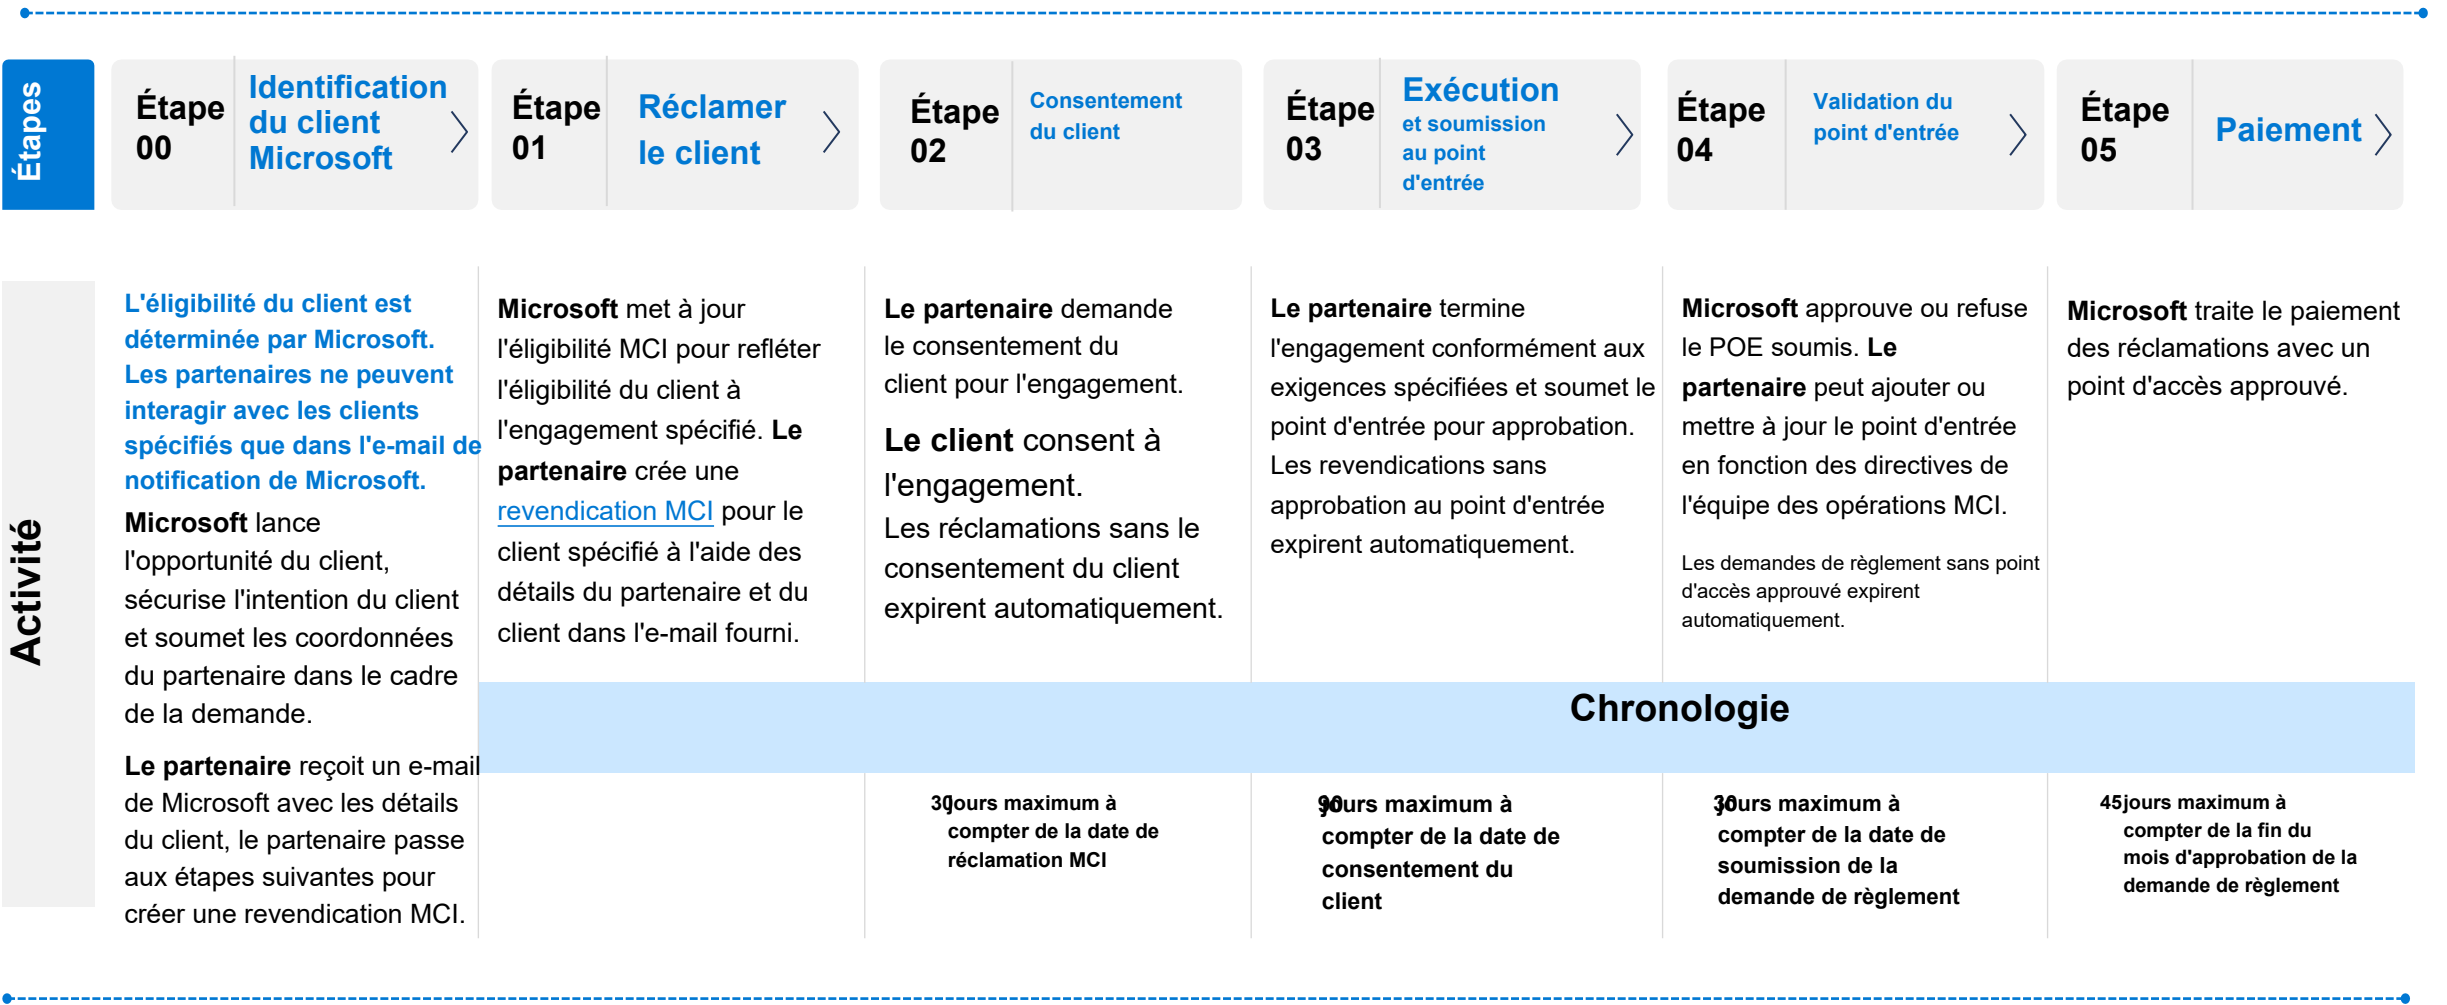 Étapes
Étape
00
Identification
du client
Microsoft
Étape
01
Réclamer
le client
Étape
02
Consentement
du client
Étape
03
Exécution
et soumission
au point
d'entrée
Étape
04
Validation du
point d'entrée
Étape
05
Paiement
Activité
L'éligibilité du client est
déterminée par Microsoft.
Les partenaires ne peuvent
interagir avec les clients
spécifiés que dans l'e-mail de
notification de Microsoft.
Microsoft lance
l'opportunité du client,
sécurise l'intention du client
et soumet les coordonnées
du partenaire dans le cadre
de la demande.
Le partenaire reçoit un e-mail
de Microsoft avec les détails
du client, le partenaire passe
aux étapes suivantes pour
créer une revendication MCI.
Microsoft met à jour
l'éligibilité MCI pour refléter
l'éligibilité du client à
l'engagement spécifié. Le
partenaire crée une
revendication MCI pour le
client spécifié à l'aide des
détails du partenaire et du
client dans l'e-mail fourni.
Le partenaire demande
le consentement du
client pour l'engagement.
Le client consent à
l'engagement.
Les réclamations sans le
consentement du client
expirent automatiquement.
Le partenaire termine
l'engagement conformément aux
exigences spécifiées et soumet le
point d'entrée pour approbation.
Les revendications sans
approbation au point d'entrée
expirent automatiquement.
Microsoft approuve ou refuse
le POE soumis. Le
partenaire peut ajouter ou
mettre à jour le point d'entrée
en fonction des directives de
l'équipe des opérations MCI.
Les demandes de règlement sans point
d'accès approuvé expirent
automatiquement.
Microsoft traite le paiement
des réclamations avec un
point d'accès approuvé.
Chronologie
30 jours maximum à
compter de la date de
réclamation MCI
90 jours maximum à
compter de la date de
consentement du
client
30 jours maximum à
compter de la date de
soumission de la
demande de règlement
45 jours maximum à
compter de la fin du
mois d'approbation de la
demande de règlement